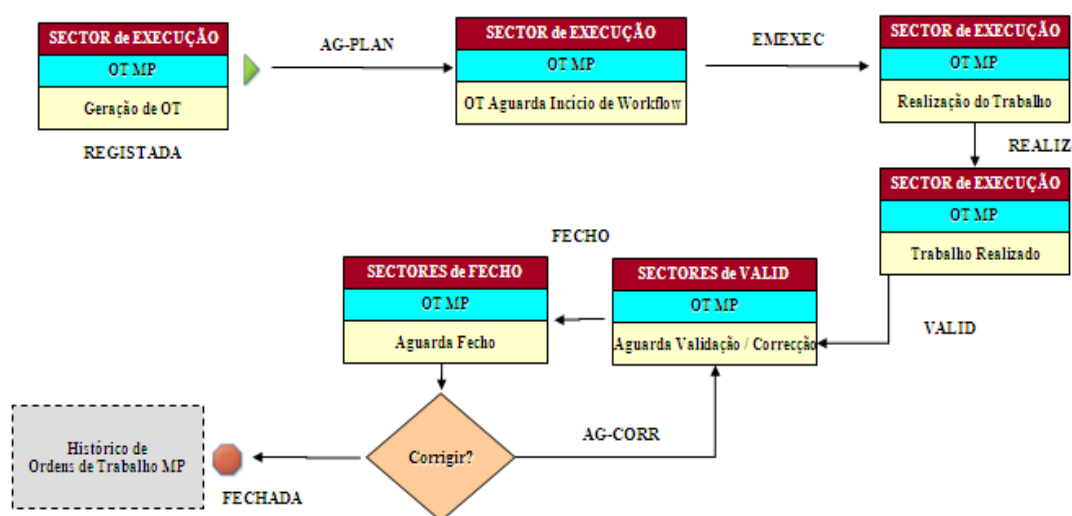 SECTOR de EXECUÇÃO
OT MP
Geração de OT
REGISTADA
AG-PLAN
SECTOR de EXECUÇÃO
OT MP
OT Aguarda Incício de Workflow
EMEXEC
SECTOR de EXECUÇÃO
OT MP
Realização do Trabalho
REALIZ
SECTOR de EXECUÇÃO
OT MP
Trabalho Realizado
VALID
SECTORES de VALID
OT MP
Aguarda Validação / Correcção
FECHO
SECTORES de FECHO
OT MP
Aguarda Fecho
Corrigir?
AG-CORR
FECHADA
Histórico de
Ordens de Trabalho MP